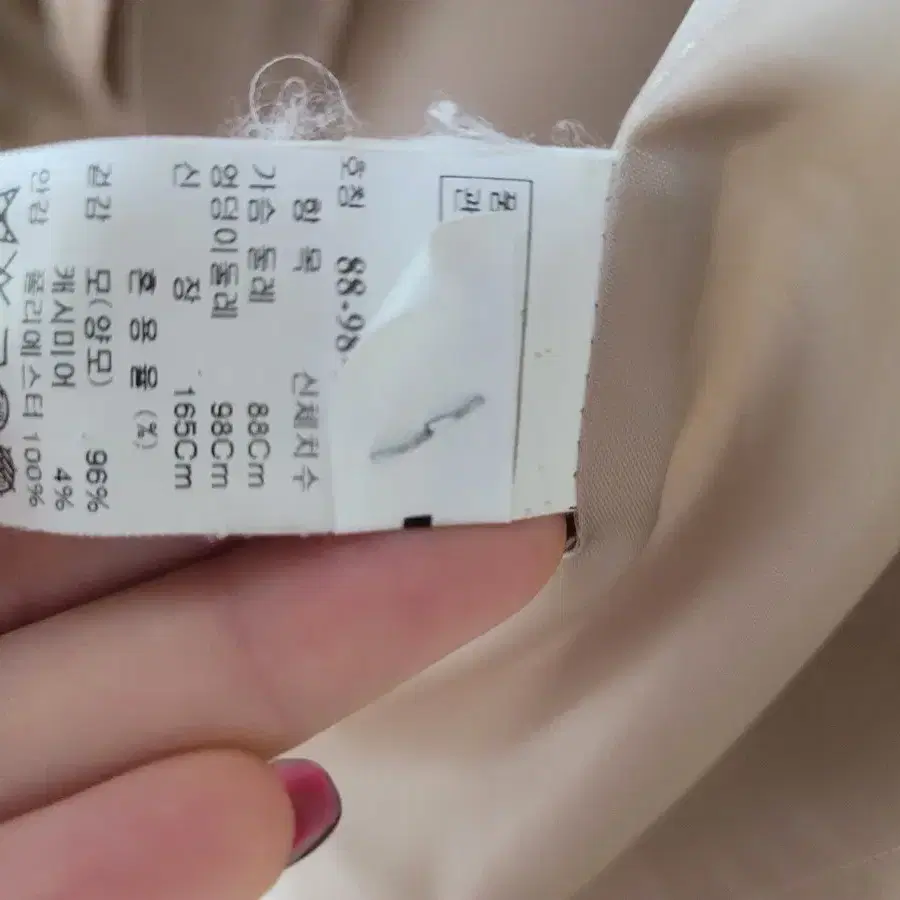 호칭 88-98
항목 신체치수
가슴둘레 88Cm
엉덩이둘레 98Cm
신장 165Cm
혼용율 (%)
겉감 모(양모) 96%
캐시미어 4%
안감 폴리에스터 100%